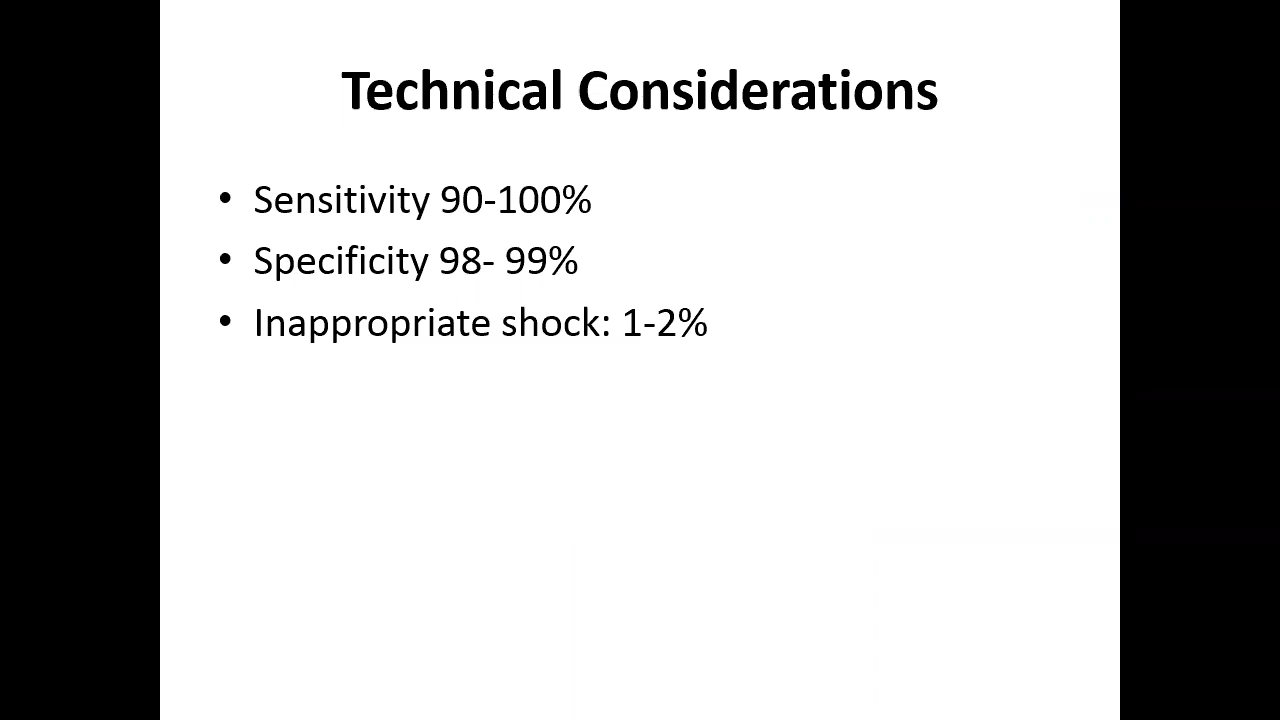 Technical Considerations
• Sensitivity 90-100%
• Specificity 98- 99%
• Inappropriate shock: 1-2%